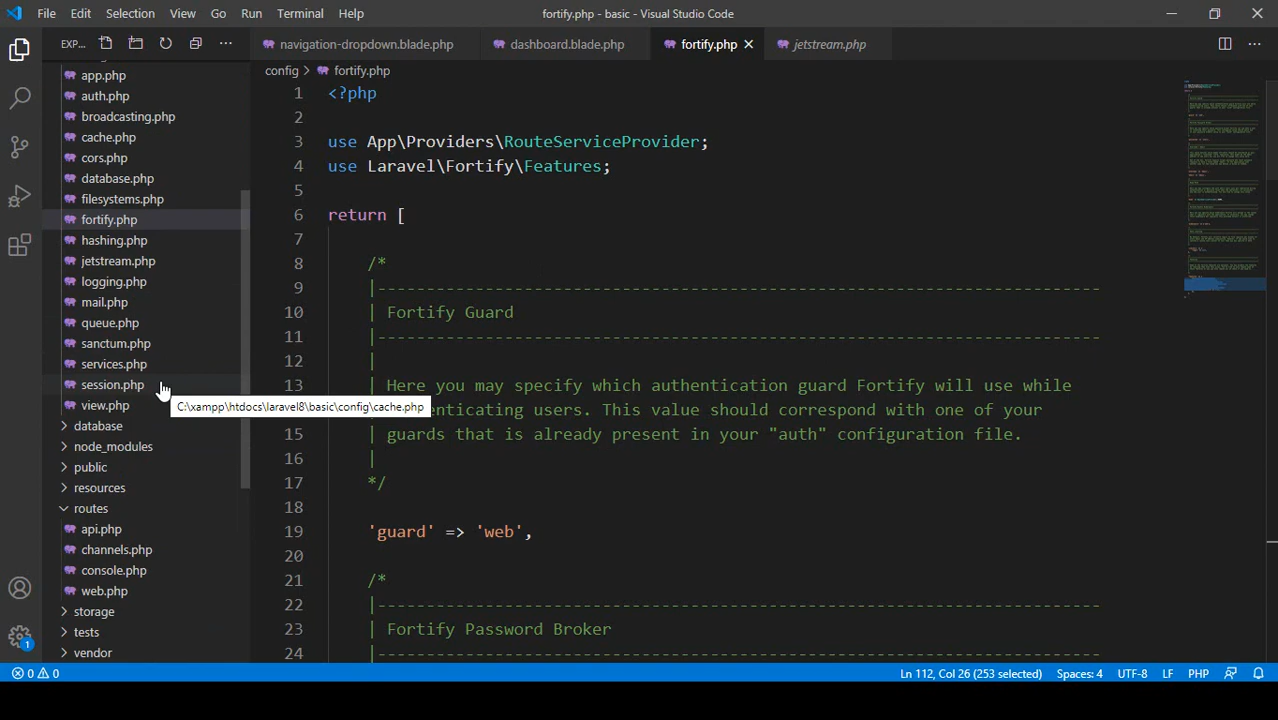 File Edit Selection View Go Run Terminal Help fortify.php - basic - Visual Studio Code
EXP...
navigation-dropdown.blade.php dashboard.blade.php fortify.php jetstream.php
config > fortify.php
app.php
auth.php
broadcasting.php
cache.php
cors.php
database.php
filesystems.php
fortify.php
hashing.php
jetstream.php
logging.php
mail.php
queue.php
sanctum.php
services.php
session.php
view.php
database
node_modules
public
resources
routes
api.php
channels.php
console.php
web.php
storage
tests
vendor
C:\xampp\htdocs\laravel8\basic\config\cache.php
1 <?php
2
3 use App\Providers\RouteServiceProvider;
4 use Laravel\Fortify\Features;
5
6 return [
7
8 /*
9 |--------------------------------------------------------------------------
10 | Fortify Guard
11 |--------------------------------------------------------------------------
12 |
13 | Here you may specify which authentication guard Fortify will use while
enticating users. This value should correspond with one of your
15 | guards that is already present in your "auth" configuration file.
16 |
17 */
18
19 'guard' => 'web',
20
21 /*
22 |--------------------------------------------------------------------------
23 | Fortify Password Broker
24 |--------------------------------------------------------------------------
1
0 0 Ln 112, Col 26 (253 selected) Spaces: 4 UTF-8 LF PHP